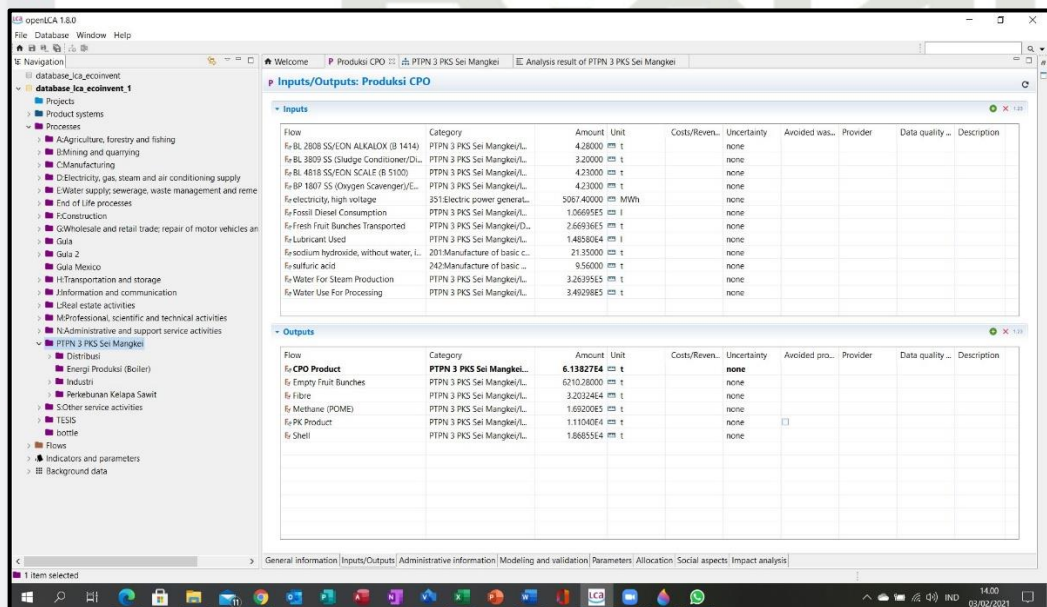 openLCA 1.8.0
File Database Window Help
Navigation
Welcome
Produksi CPO
PTPN 3 PKS Sei Mangkei
Analysis result of PTPN 3 PKS Sei Mangkei
database_lca_ecoinvent
database_lca_ecoinvent_1
Projects
Product systems
Processes
A:Agriculture, forestry and fishing
B:Mining and quarrying
C:Manufacturing
D:Electricity, gas, steam and air conditioning supply
E:Water supply; sewerage, waste management and reme
End of Life processes
F:Construction
G:Wholesale and retail trade; repair of motor vehicles an
Gula
Gula 2
Gula Mexico
H:Transportation and storage
J:Information and communication
L:Real estate activities
M:Professional, scientific and technical activities
N:Administrative and support service activities
PTPN 3 PKS Sei Mangkei
Distribusi
Energi Produksi (Boiler)
Industri
Perkebunan Kelapa Sawit
S:Other service activities
TESIS
bottle
Flows
Indicators and parameters
Background data
P Inputs/Outputs: Produksi CPO
Inputs
Flow Category Amount Unit Costs/Reven... Uncertainty Avoided was... Provider Data quality ... Description
BL 2808 SS/EON ALKALOX (B 1414) PTPN 3 PKS Sei Mangkei/I... 4.28000 t none
BL 3809 SS (Sludge Conditioner/Di... PTPN 3 PKS Sei Mangkei/I... 3.20000 t none
BL 4818 SS/EON SCALE (B 5100) PTPN 3 PKS Sei Mangkei/I... 4.23000 t none
BP 1807 SS (Oxygen Scavenger)/E... PTPN 3 PKS Sei Mangkei/I... 4.23000 t none
electricity, high voltage 351:Electric power generat... 5067.40000 MWh none
Fossil Diesel Consumption PTPN 3 PKS Sei Mangkei/I... 1.06695E5 l none
Fresh Fruit Bunches Transported PTPN 3 PKS Sei Mangkei/D... 2.66936E5 t none
Lubricant Used PTPN 3 PKS Sei Mangkei/I... 1.48580E4 l none
sodium hydroxide, without water, i... 201:Manufacture of basic c... 21.35000 t none
sulfuric acid 242:Manufacture of basic ... 9.56000 t none
Water For Steam Production PTPN 3 PKS Sei Mangkei/I... 3.26395E5 t none
Water Use For Processing PTPN 3 PKS Sei Mangkei/I... 3.49298E5 t none
Outputs
Flow Category Amount Unit Costs/Reven... Uncertainty Avoided pro... Provider Data quality ... Description
CPO Product PTPN 3 PKS Sei Mangkei... 6.13827E4 t none
Empty Fruit Bunches PTPN 3 PKS Sei Mangkei/I... 6210.28000 t none
Fibre PTPN 3 PKS Sei Mangkei/I... 3.20324E4 t none
Methane (POME) PTPN 3 PKS Sei Mangkei/I... 1.69200E5 t none
PK Product PTPN 3 PKS Sei Mangkei/I... 1.11040E4 t none
Shell PTPN 3 PKS Sei Mangkei/I... 1.86855E4 t none
General information Inputs/Outputs Administrative information Modeling and validation Parameters Allocation Social aspects Impact analysis
1 item selected
IND
14.00
03/02/2021